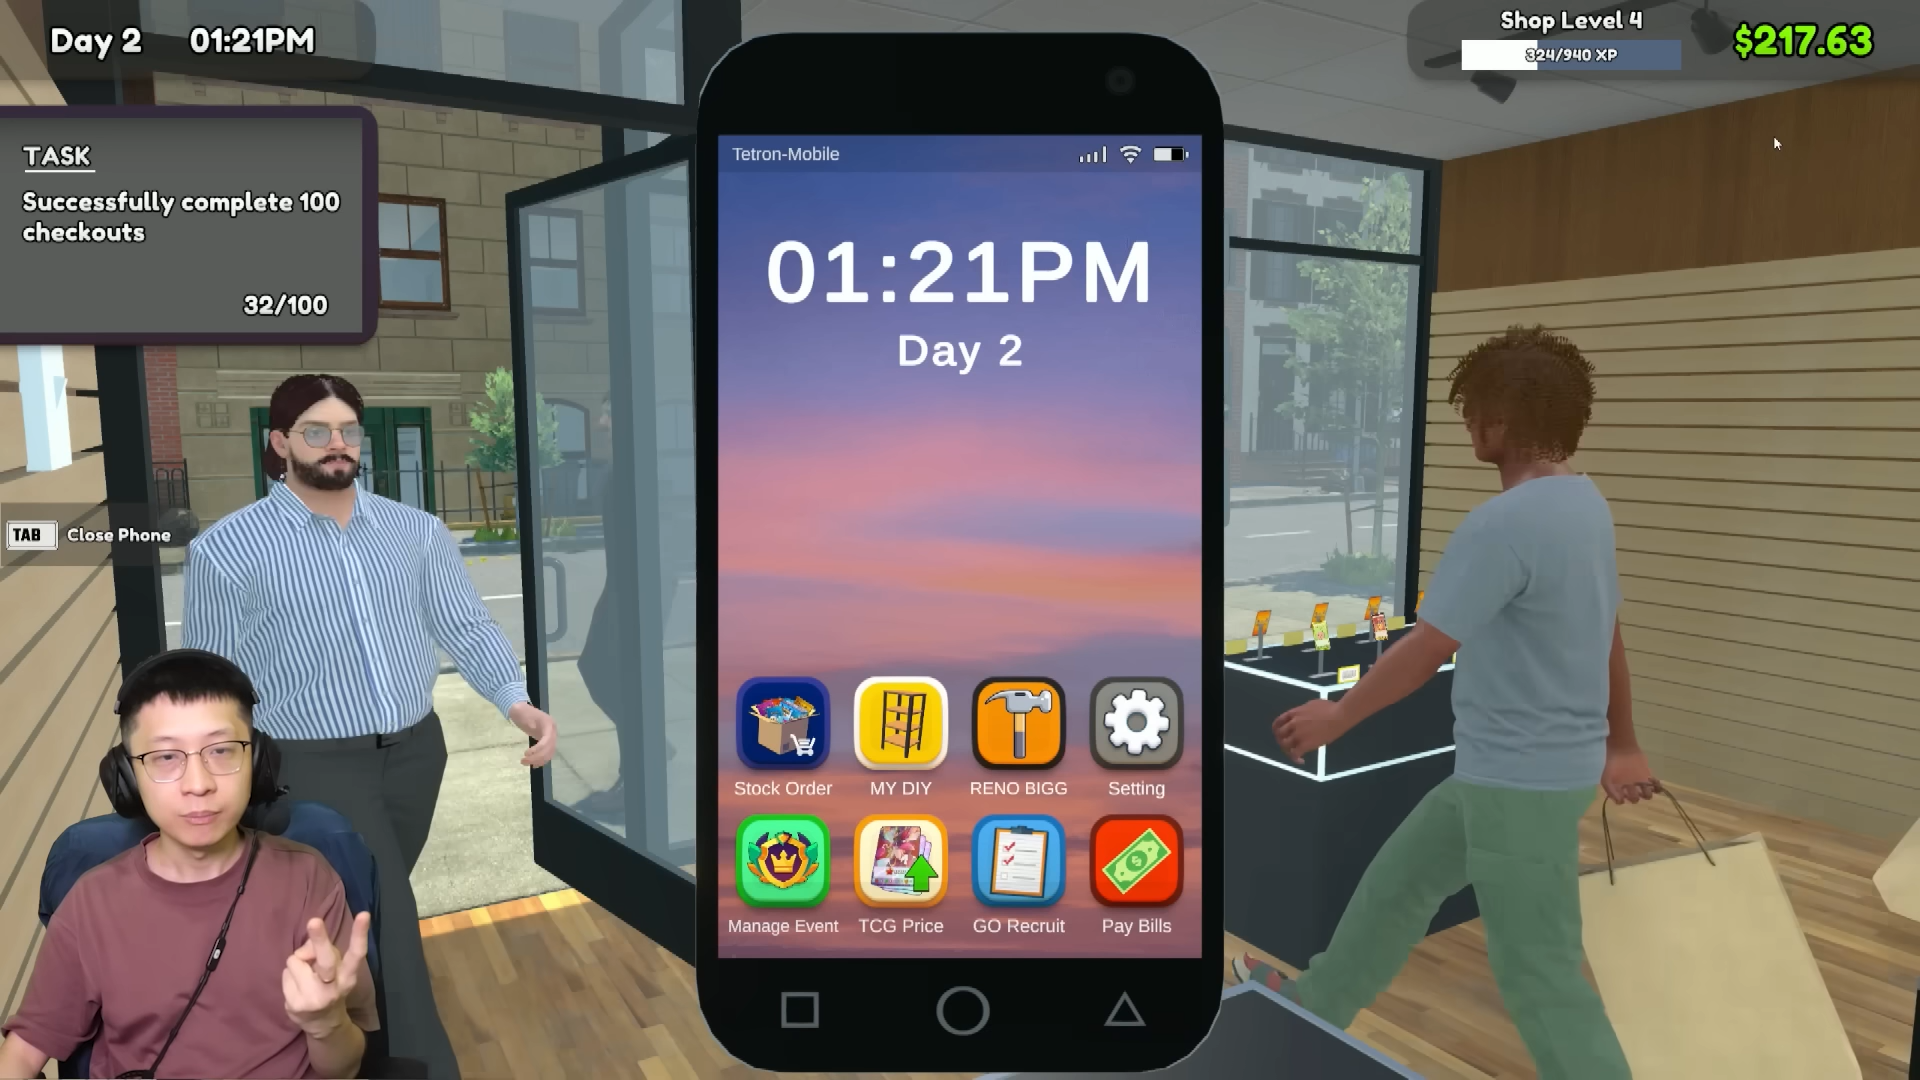 Day 2 01:21PM
Shop Level 4
324/940 XP
$217.63
TASK
Successfully complete 100
checkouts
32/100
TAB Close Phone
Tetron-Mobile
01:21PM
Day 2
Stock Order MY DIY RENO BIGG Setting
Manage Event TCG Price GO Recruit Pay Bills